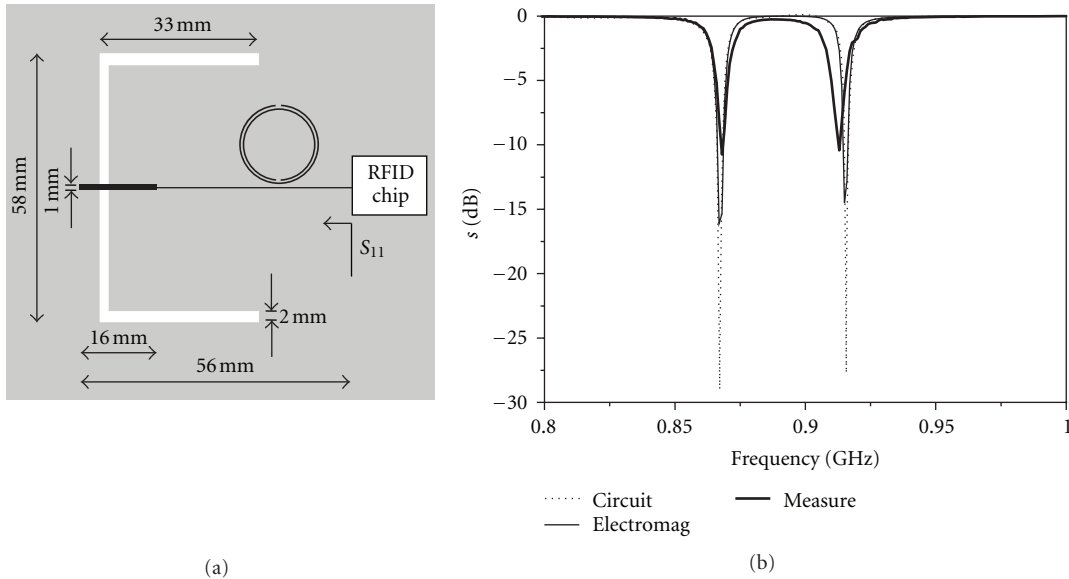 33 mm
58 mm
1 mm
RFID
chip
S11
2 mm
16 mm
56 mm
(a)
0
−5
−10
−15
−20
−25
−30
s (dB)
0.8
0.85
0.9
0.95
1
Frequency (GHz)
Circuit
Measure
Electromag
(b)